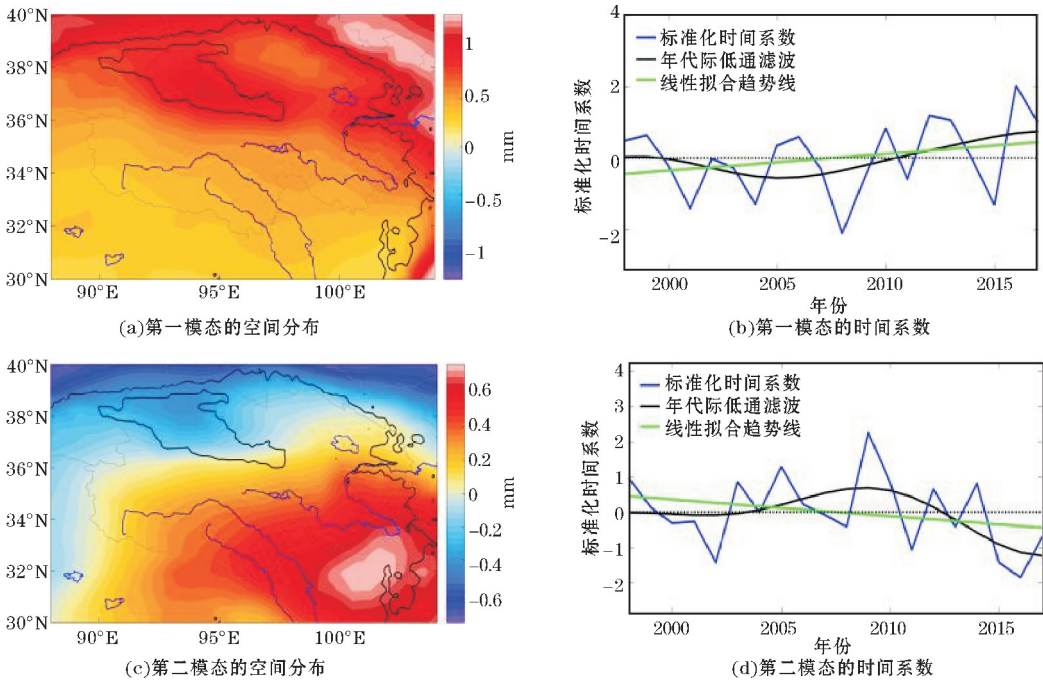 40°N
38°N
36°N
34°N
32°N
30°N
90°E
95°E
100°E
1
0.5
0
−0.5
−1
mm
(a)第一模态的空间分布
标准化时间系数
年代际低通滤波
线性拟合趋势线
4
2
0
−2
标准化时间系数
2000
2005
2010
2015
年份
(b)第一模态的时间系数
40°N
38°N
36°N
34°N
32°N
30°N
90°E
95°E
100°E
0.6
0.4
0.2
0
−0.2
−0.4
−0.6
mm
(c)第二模态的空间分布
标准化时间系数
年代际低通滤波
线性拟合趋势线
4
3
2
1
0
−1
−2
标准化时间系数
2000
2005
2010
2015
年份
(d)第二模态的时间系数